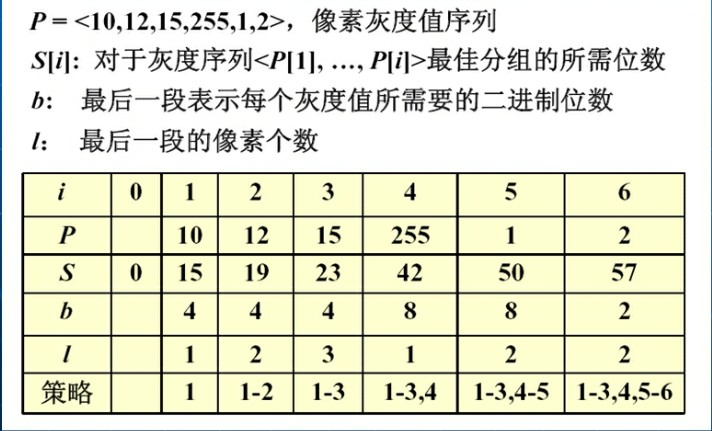 P = <10,12,15,255,1,2>，像素灰度值序列
S[i]: 对于灰度序列<P[1], …, P[i]>最佳分组的所需位数
b: 最后一段表示每个灰度值所需要的二进制位数
l: 最后一段的像素个数
i 0 1 2 3 4 5 6
P 10 12 15 255 1 2
S 0 15 19 23 42 50 57
b 4 4 4 8 8 2
l 1 2 3 1 2 2
策略 1 1-2 1-3 1-3,4 1-3,4-5 1-3,4,5-6